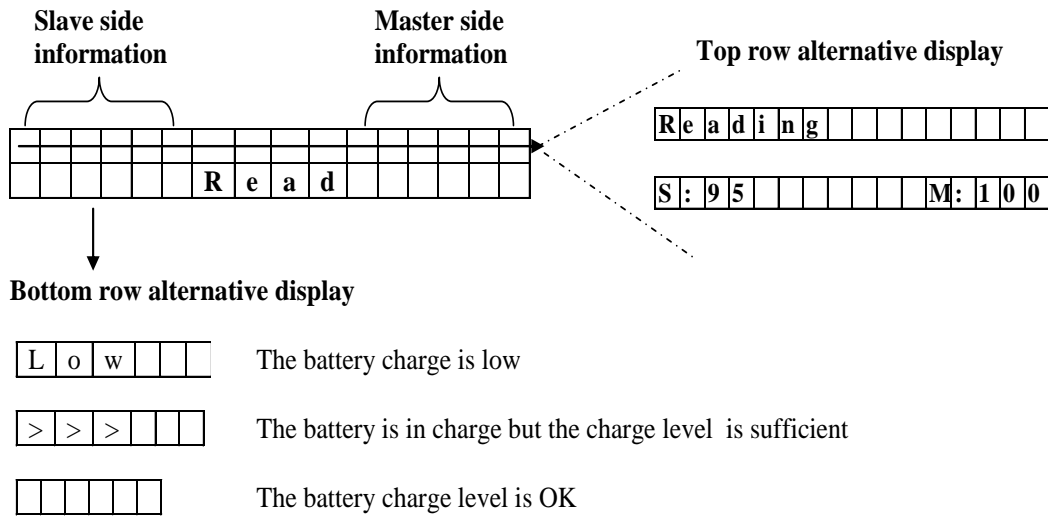 Slave side information
Master side information
Top row alternative display
Reading
Read
S:95 M:100
Bottom row alternative display
Low The battery charge is low
>>> The battery is in charge but the charge level is sufficient
The battery charge level is OK